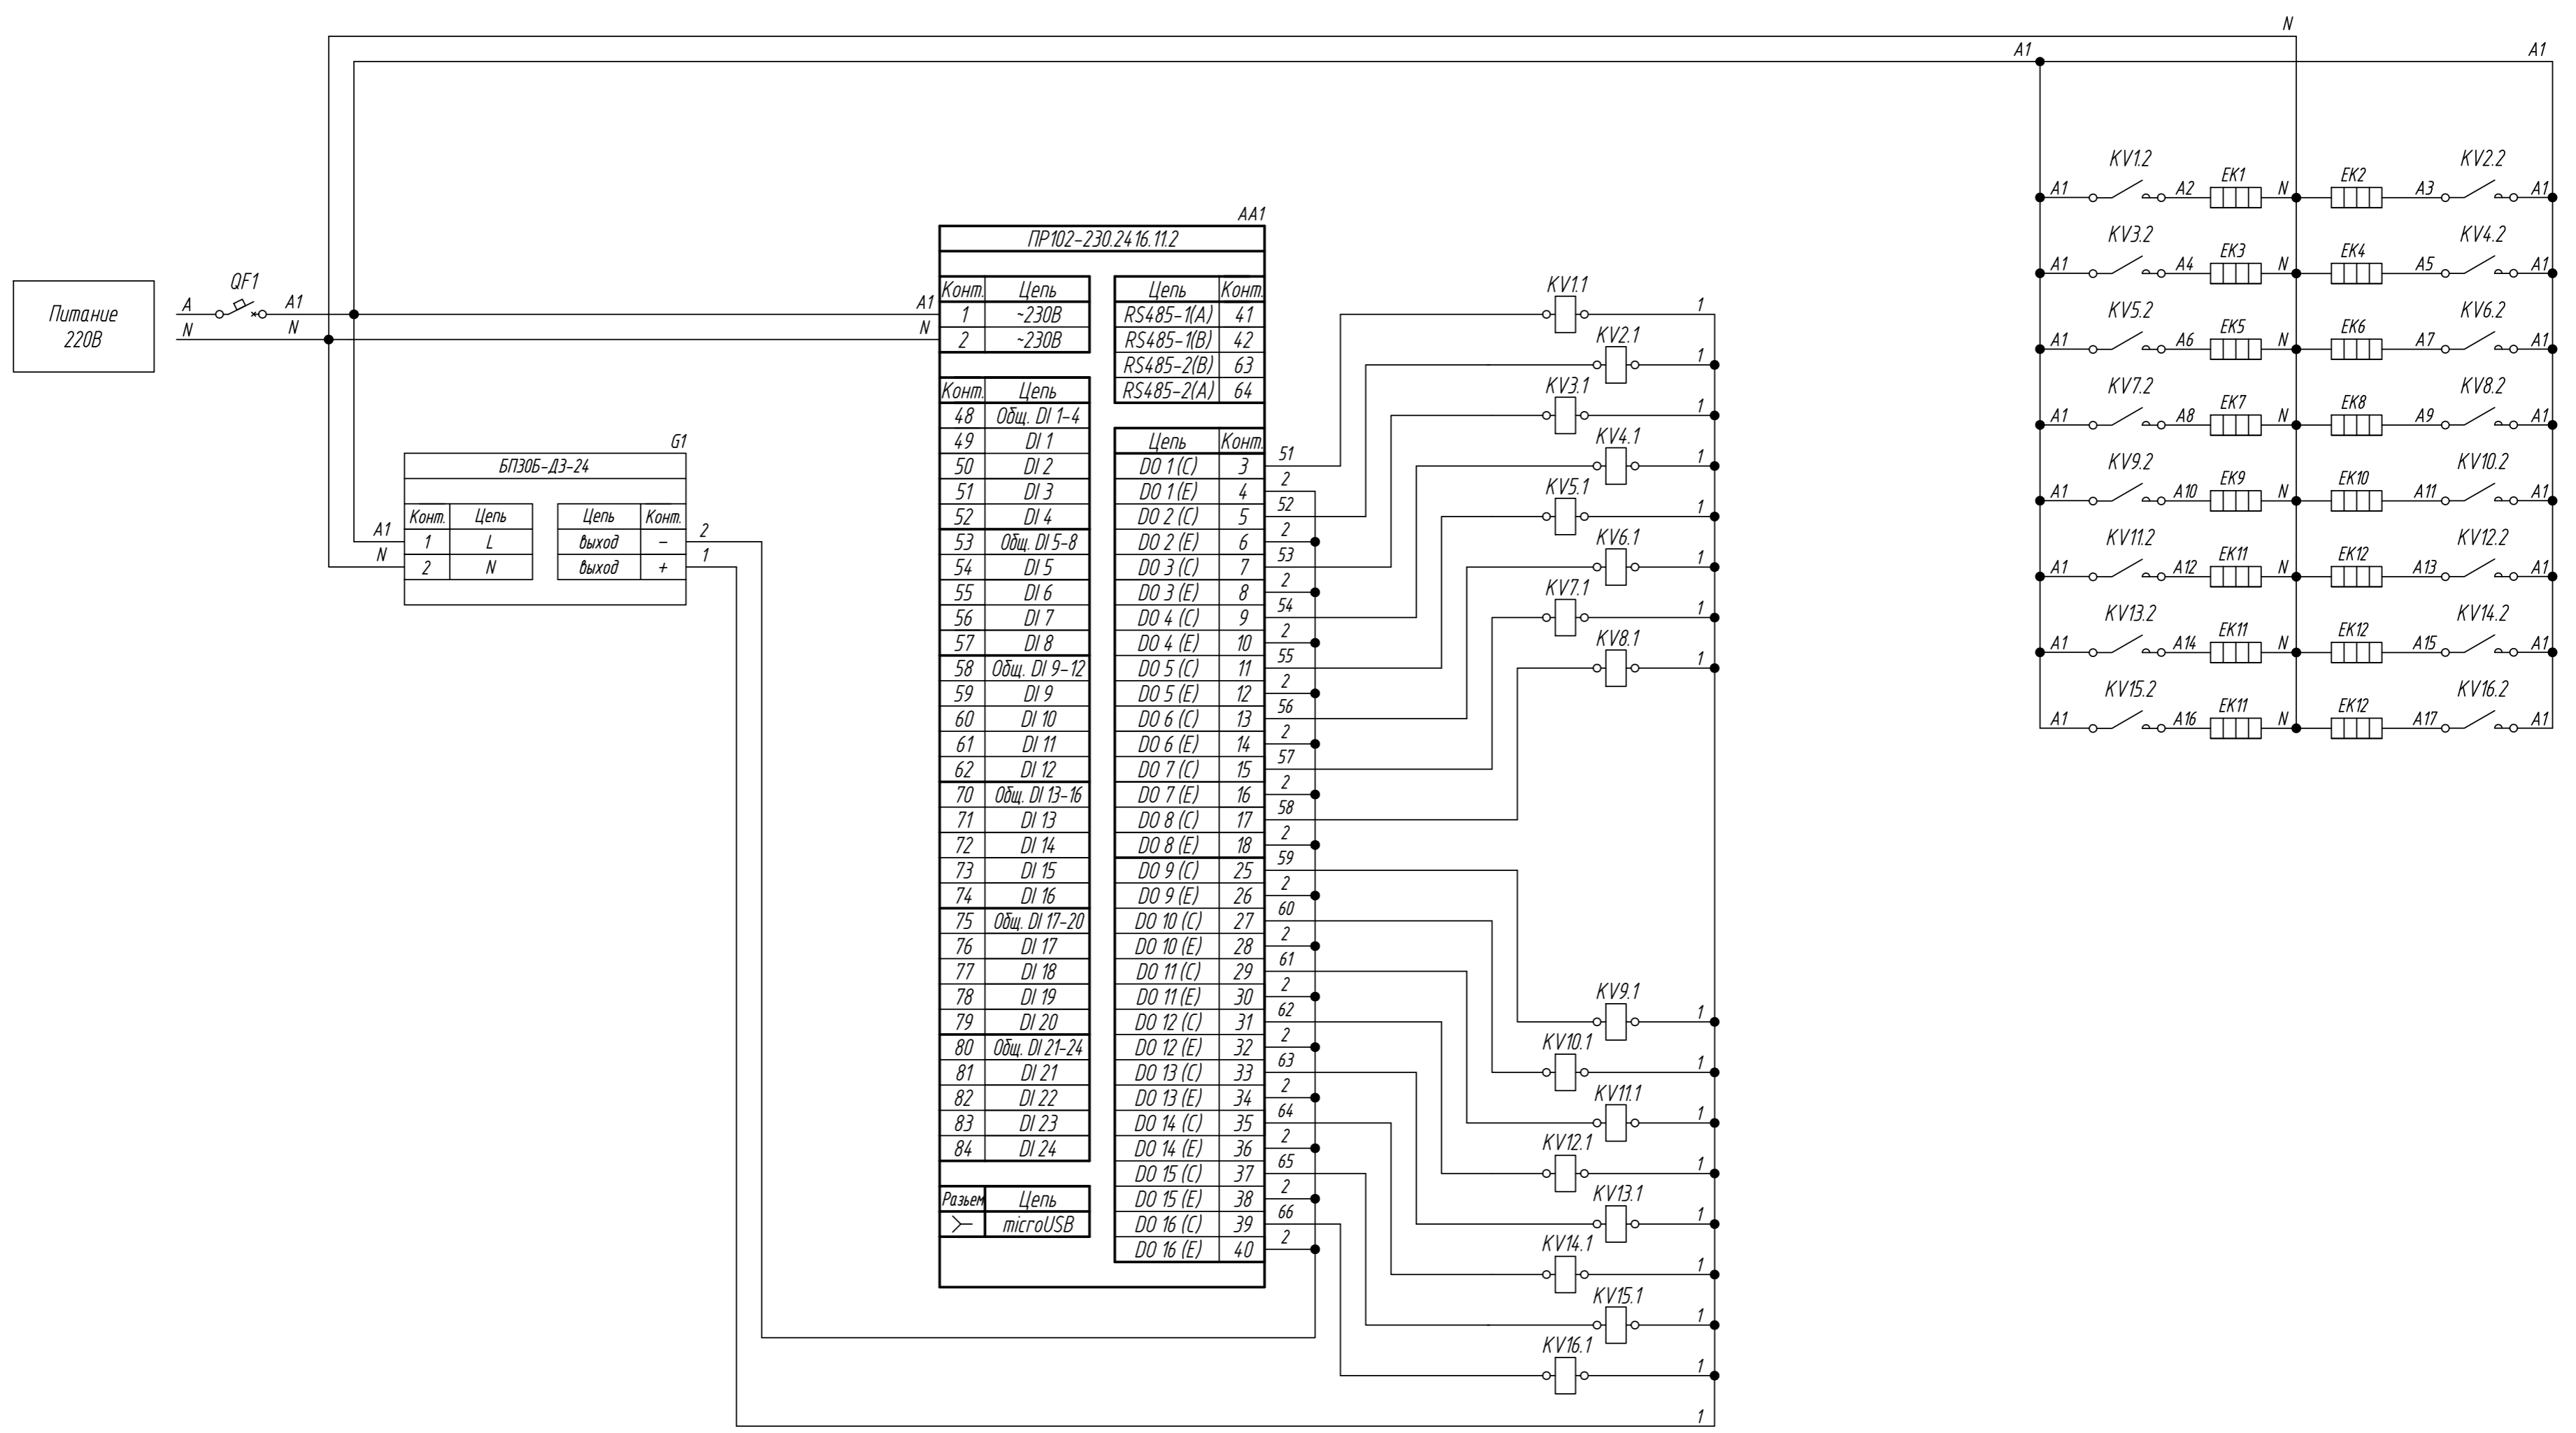 N
A1 A1
KV1.2 KV2.2
EK1 EK2
A1 A2 N A3 A1
KV3.2 KV4.2
EK3 EK4
A1 A4 N A5 A1
KV5.2 KV6.2
EK5 EK6
A1 A6 N A7 A1
KV7.2 KV8.2
EK7 EK8
A1 A8 N A9 A1
KV9.2 KV10.2
EK9 EK10
A1 A10 N A11 A1
KV11.2 KV12.2
EK11 EK12
A1 A12 N A13 A1
KV13.2 KV14.2
EK11 EK12
A1 A14 N A15 A1
KV15.2 KV16.2
EK11 EK12
A1 A16 N A17 A1
Питание
220В
QF1
A A1
N N
G1
БП30Б-Д3-24
Конт. Цепь Цепь Конт.
A1 1 L выход – 2
N 2 N выход + 1
AA1
ПР102-230.2416.11.2
Конт. Цепь
A1 1 ~230В
N 2 ~230В
Цепь Конт.
RS485-1(A) 41
RS485-1(B) 42
RS485-2(B) 63
RS485-2(A) 64
Конт. Цепь
48 Общ. DI 1-4
49 DI 1
50 DI 2
51 DI 3
52 DI 4
53 Общ. DI 5-8
54 DI 5
55 DI 6
56 DI 7
57 DI 8
58 Общ. DI 9-12
59 DI 9
60 DI 10
61 DI 11
62 DI 12
70 Общ. DI 13-16
71 DI 13
72 DI 14
73 DI 15
74 DI 16
75 Общ. DI 17-20
76 DI 17
77 DI 18
78 DI 19
79 DI 20
80 Общ. DI 21-24
81 DI 21
82 DI 22
83 DI 23
84 DI 24
Разьем Цепь
microUSB
Цепь Конт.
DO 1 (C) 3 51
DO 1 (E) 4 2
DO 2 (C) 5 52
DO 2 (E) 6 2
DO 3 (C) 7 53
DO 3 (E) 8 2
DO 4 (C) 9 54
DO 4 (E) 10 2
DO 5 (C) 11 55
DO 5 (E) 12 2
DO 6 (C) 13 56
DO 6 (E) 14 2
DO 7 (C) 15 57
DO 7 (E) 16 2
DO 8 (C) 17 58
DO 8 (E) 18 2
DO 9 (C) 25 59
DO 9 (E) 26 2
DO 10 (C) 27 60
DO 10 (E) 28 2
DO 11 (C) 29 61
DO 11 (E) 30 2
DO 12 (C) 31 62
DO 12 (E) 32 2
DO 13 (C) 33 63
DO 13 (E) 34 2
DO 14 (C) 35 64
DO 14 (E) 36 2
DO 15 (C) 37 65
DO 15 (E) 38 2
DO 16 (C) 39 66
DO 16 (E) 40 2
KV1.1 1
KV2.1 1
KV3.1 1
KV4.1 1
KV5.1 1
KV6.1 1
KV7.1 1
KV8.1 1
KV9.1 1
KV10.1 1
KV11.1 1
KV12.1 1
KV13.1 1
KV14.1 1
KV15.1 1
KV16.1 1
1